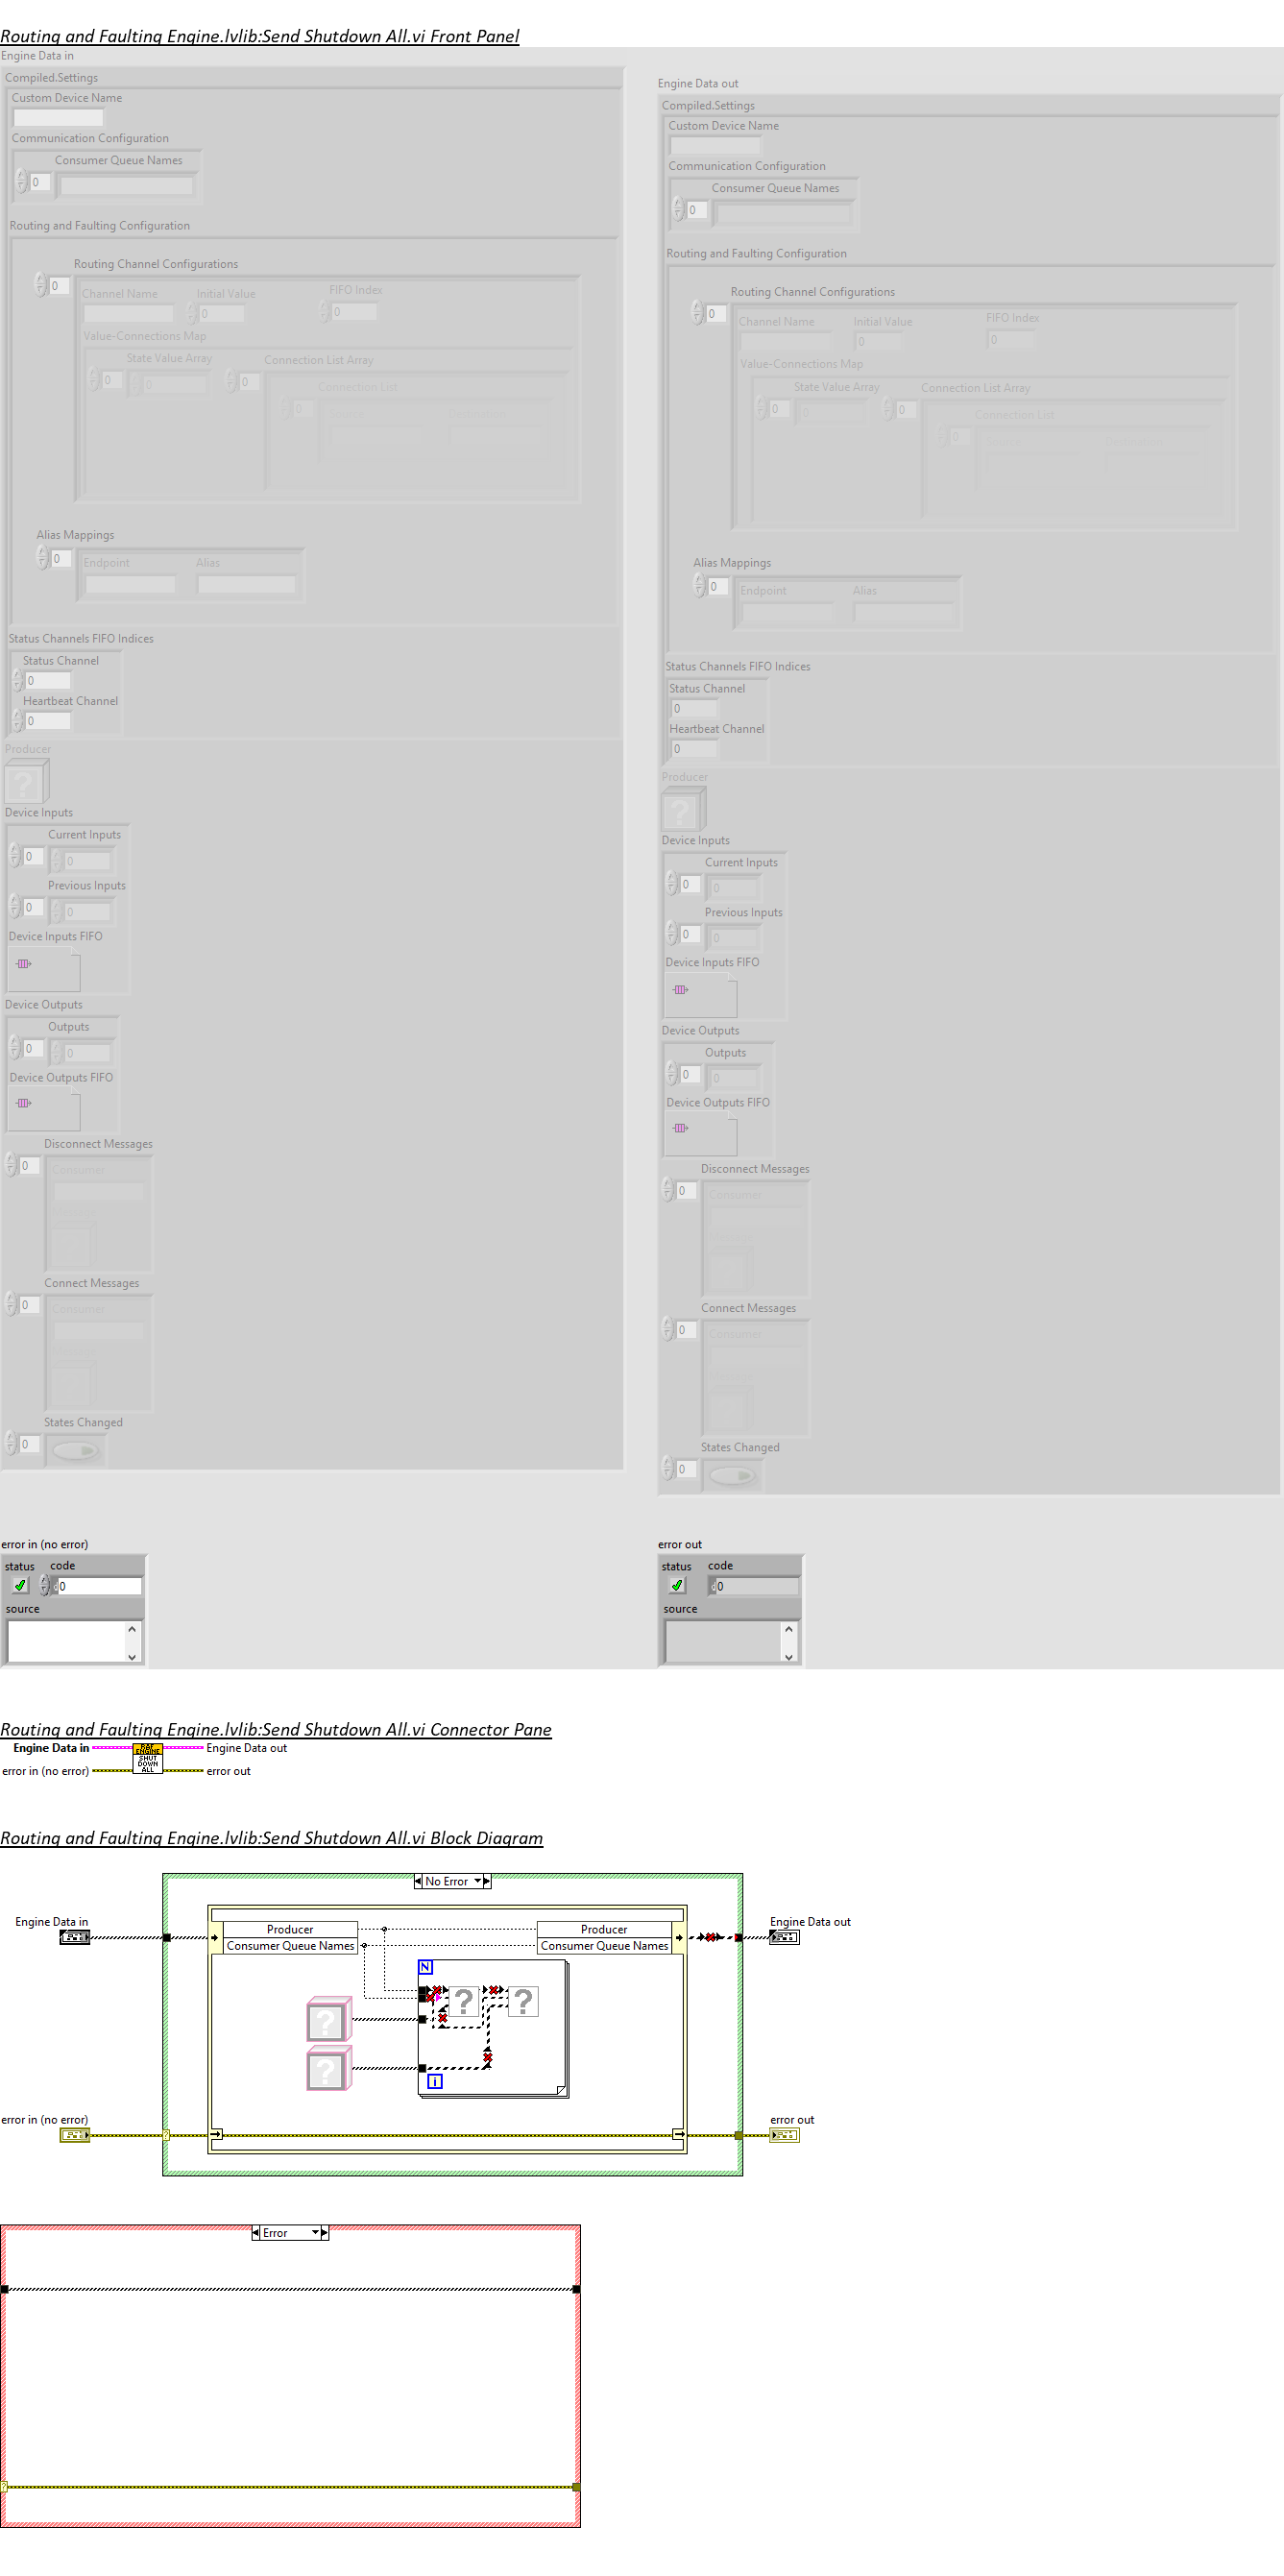 Routing and Faulting Engine.lvlib:Send Shutdown All.vi Front Panel
Engine Data in
Compiled.Settings
Custom Device Name
Communication Configuration
Consumer Queue Names
0
Routing and Faulting Configuration
Routing Channel Configurations
0
Channel Name
Initial Value
FIFO Index
0
0
Value-Connections Map
State Value Array
Connection List Array
0
0
0
Connection List
0
Source
Destination
Alias Mappings
0
Endpoint
Alias
Status Channels FIFO Indices
Status Channel
0
Heartbeat Channel
0
Producer
?
Device Inputs
Current Inputs
0
0
Previous Inputs
0
0
Device Inputs FIFO
Device Outputs
Outputs
0
0
Device Outputs FIFO
Disconnect Messages
0
Consumer
Connect Messages
0
Consumer
States Changed
0
Engine Data out
Compiled.Settings
Custom Device Name
Communication Configuration
Consumer Queue Names
0
Routing and Faulting Configuration
Routing Channel Configurations
0
Channel Name
Initial Value
FIFO Index
0
0
Value-Connections Map
State Value Array
Connection List Array
0
0
0
Connection List
0
Source
Destination
Alias Mappings
0
Endpoint
Alias
Status Channels FIFO Indices
Status Channel
0
Heartbeat Channel
0
Producer
?
Device Inputs
Current Inputs
0
0
Previous Inputs
0
0
Device Inputs FIFO
Device Outputs
Outputs
0
0
Device Outputs FIFO
Disconnect Messages
0
Consumer
Connect Messages
0
Consumer
States Changed
0
error in (no error)
status
code
0
source
error out
status
code
0
source
Routing and Faulting Engine.lvlib:Send Shutdown All.vi Connector Pane
Engine Data in
Engine Data out
error in (no error)
error out
RAF
ENGINE
SHUT
DOWN
ALL
Routing and Faulting Engine.lvlib:Send Shutdown All.vi Block Diagram
No Error
Engine Data in
Engine Data out
Producer
Consumer Queue Names
Producer
Consumer Queue Names
N
?
?
?
?
i
error in (no error)
error out
?
Error
?